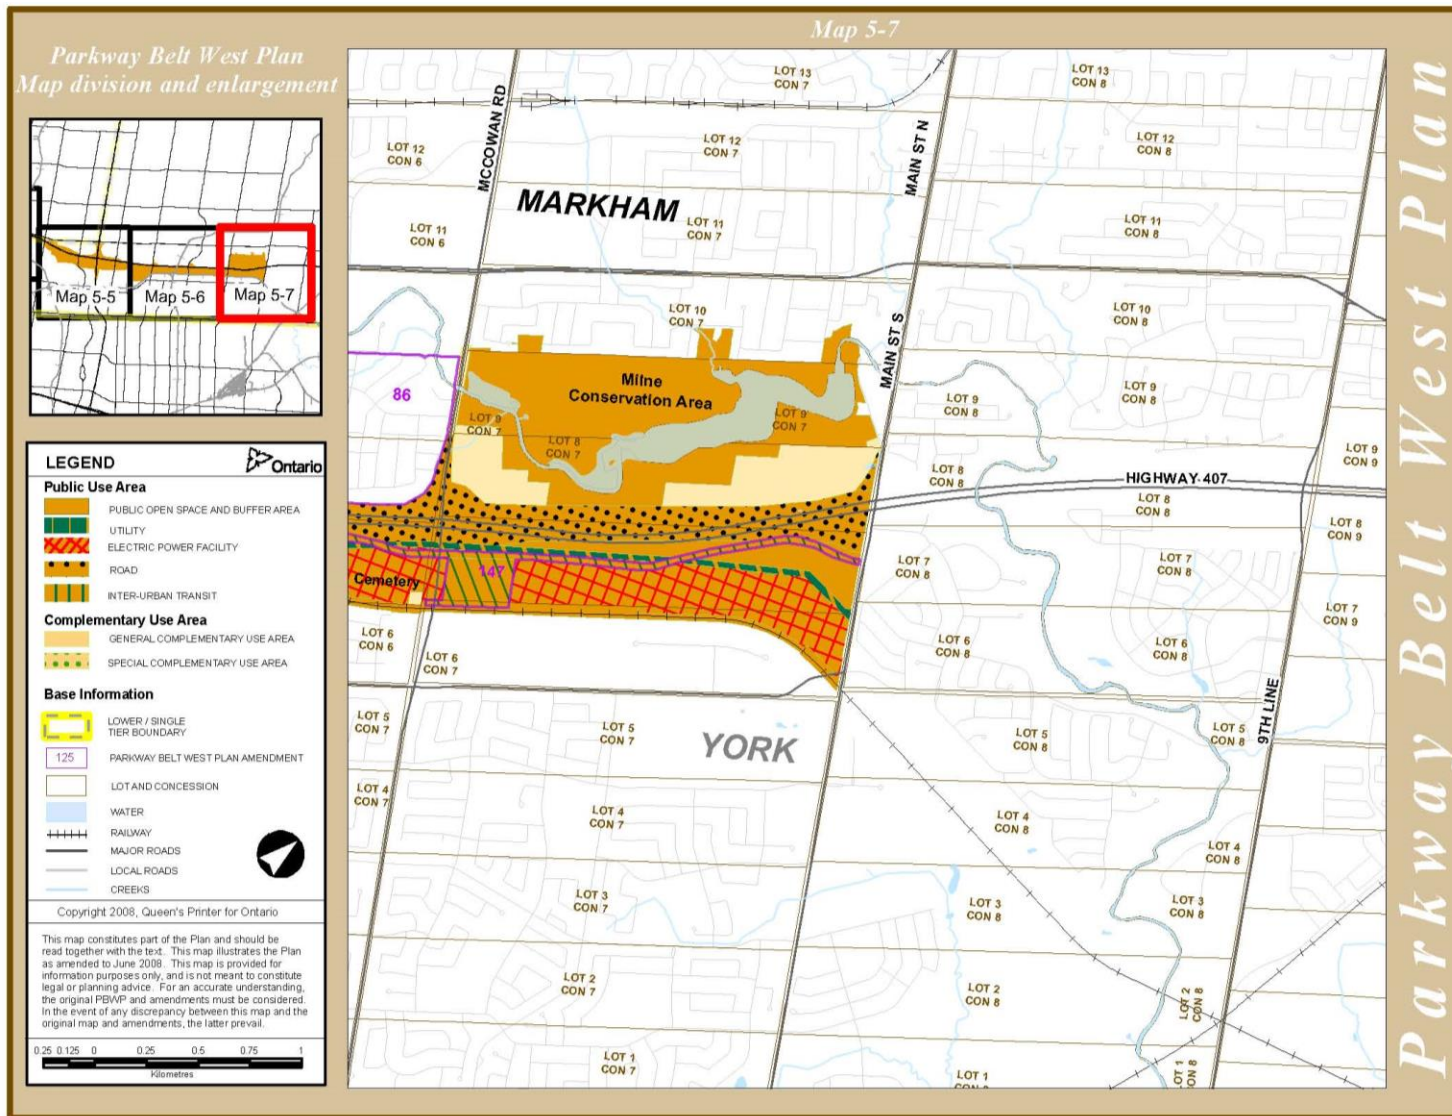 Map 5-7
Parkway Belt West Plan
Map division and enlargement
Map 5-5
Map 5-6
Map 5-7
LEGEND
Ontario
Public Use Area
PUBLIC OPEN SPACE AND BUFFER AREA
UTILITY
ELECTRIC POWER FACILITY
ROAD
INTER-URBAN TRANSIT
Complementary Use Area
GENERAL COMPLEMENTARY USE AREA
SPECIAL COMPLEMENTARY USE AREA
Base Information
LOWER / SINGLE
TIER BOUNDARY
125
PARKWAY BELT WEST PLAN AMENDMENT
LOT AND CONCESSION
WATER
RAILWAY
MAJOR ROADS
LOCAL ROADS
CREEKS
Copyright 2008, Queen's Printer for Ontario
This map constitutes part of the Plan and should be
read together with the text. This map illustrates the Plan
as amended to June 2008. This map is provided for
information purposes only, and is not meant to constitute
legal or planning advice. For an accurate understanding,
the original PBWP and amendments must be considered.
In the event of any discrepancy between this map and the
original map and amendments, the latter prevail.
0.25 0.125 0 0.25 0.5 0.75 1
Kilometres
LOT 13
CON 7
LOT 13
CON 8
MCCOWAN RD
LOT 12
CON 6
LOT 12
CON 7
MAIN ST N
LOT 12
CON 8
MARKHAM
LOT 11
CON 6
LOT 11
CON 7
LOT 11
CON 8
LOT 10
CON 7
LOT 10
CON 8
MAIN ST S
86
Milne
Conservation Area
LOT 9
CON 7
LOT 8
CON 7
LOT 9
CON 7
LOT 9
CON 8
LOT 9
CON 8
LOT 9
CON 9
LOT 8
CON 8
HIGHWAY 407
LOT 8
CON 8
LOT 8
CON 9
Cemetery
147
LOT 7
CON 8
LOT 7
CON 8
LOT 7
CON 9
LOT 6
CON 6
LOT 6
CON 7
LOT 6
CON 8
LOT 6
CON 8
9TH LINE
LOT 5
CON 7
LOT 5
CON 7
YORK
LOT 5
CON 8
LOT 5
CON 8
LOT 4
CON 7
LOT 4
CON 7
LOT 4
CON 8
LOT 4
CON 8
LOT 3
CON 7
LOT 3
CON 8
LOT 3
CON 8
LOT 2
CON 7
LOT 2
CON 8
LOT 2
CON 8
LOT 1
CON 7
LOT 1
CON 8
LOT 1
CON 8
Parkway Belt West Plan